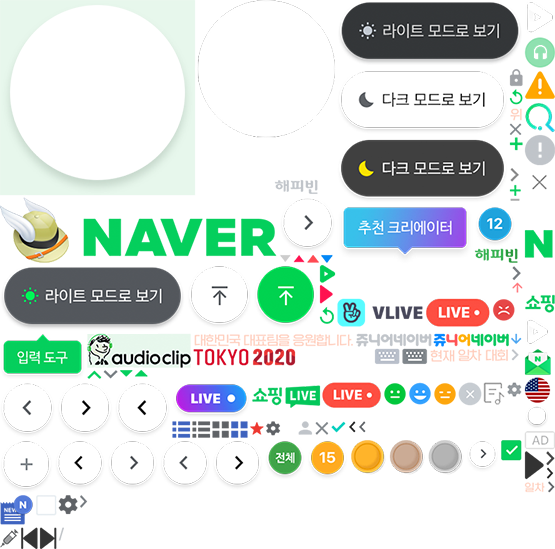 라이트 모드로 보기
다크 모드로 보기
위
다크 모드로 보기
해피빈
NAVER
추천 크리에이터
12
N
해피빈
라이트 모드로 보기
VLIVE
LIVE
쇼핑
입력 도구
audioclip
대한민국 대표팀을 응원합니다.
쥬니어네이버
쥬니어네이버
TOKYO 2020
현재 일차 대회
N
LIVE
쇼핑 LIVE
LIVE
AD
전체
15
일차
NEWS
N